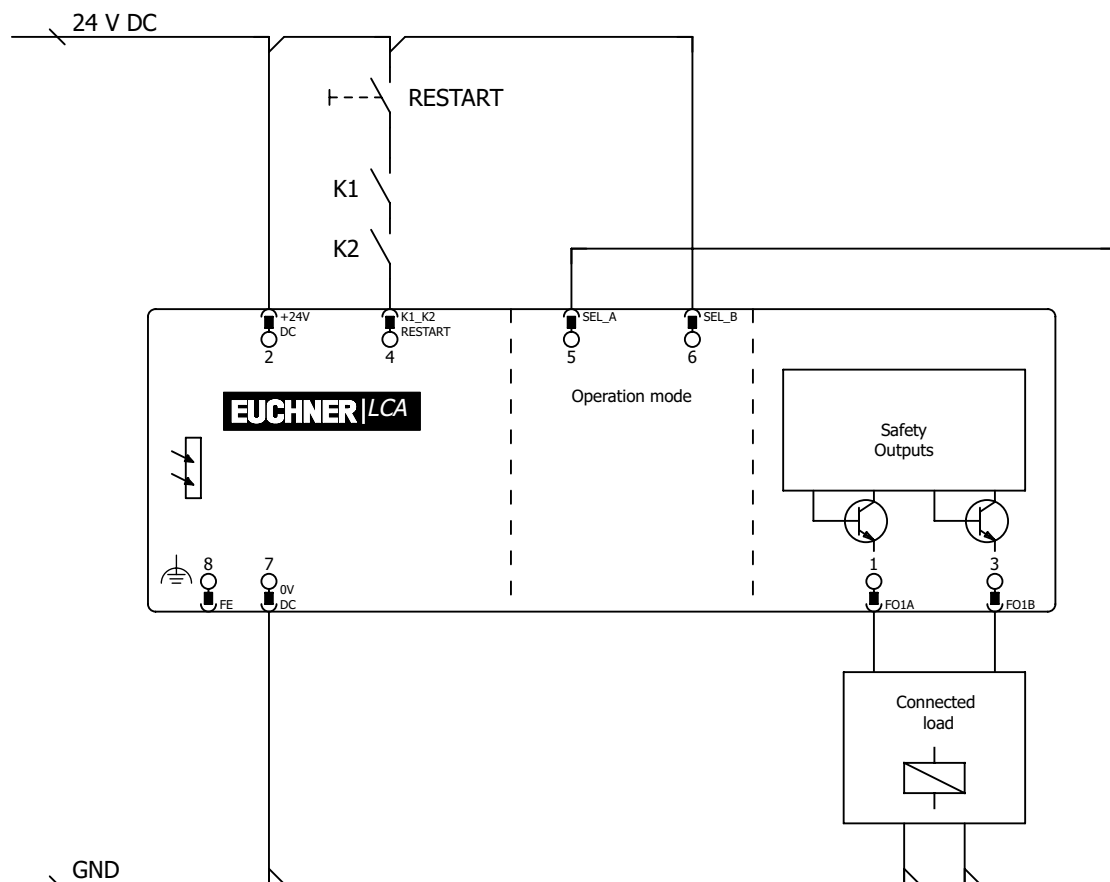 24 V DC
RESTART
K1
K2
+24V
DC
K1_K2
RESTART
SEL_A
SEL_B
2
4
5
6
EUCHNER LCA
Operation mode
Safety
Outputs
8
7
1
3
FE
0V
DC
FO1A
FO1B
Connected
load
GND